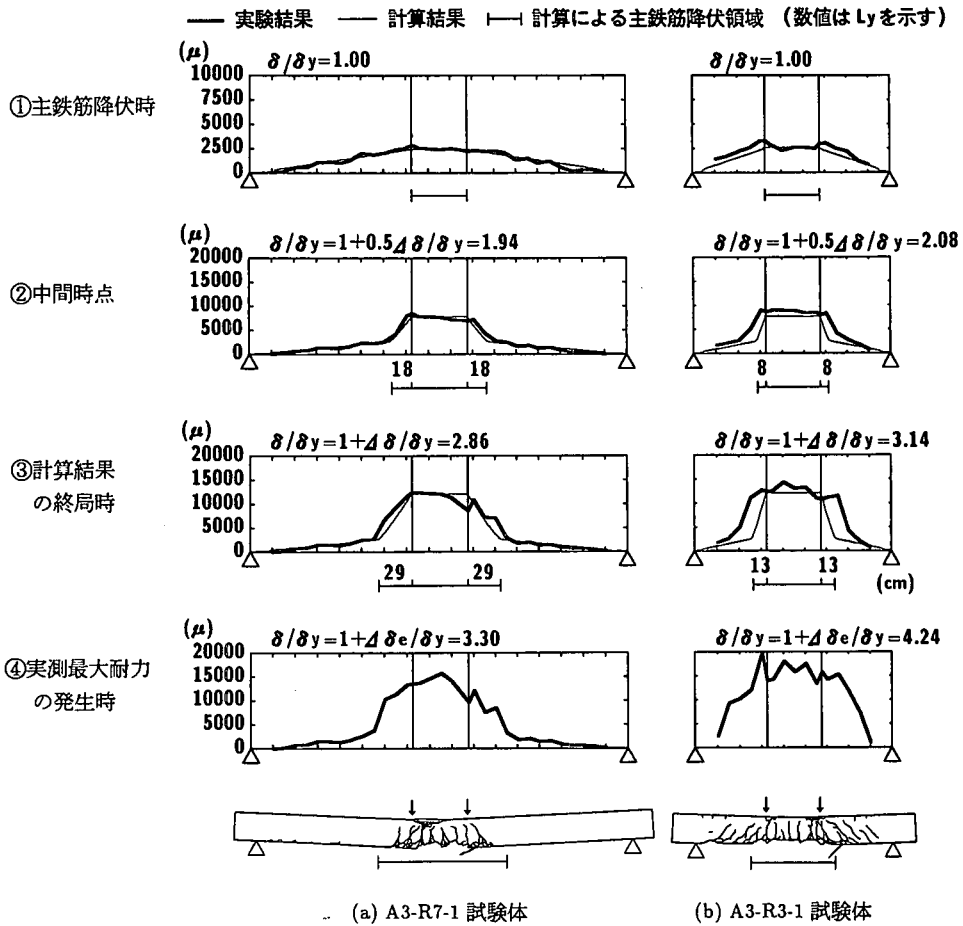 実験結果 計算結果 計算による主鉄筋降伏領域 (数値は Lyを示す)
①主鉄筋降伏時
(μ)
δ/δy=1.00
δ/δy=1.00
10000
7500
5000
2500
0
②中間時点
(μ)
δ/δy=1+0.5Δδ/δy=1.94
δ/δy=1+0.5Δδ/δy=2.08
20000
15000
10000
5000
0
18 18
8 8
③計算結果
の終局時
(μ)
δ/δy=1+Δδ/δy=2.86
δ/δy=1+Δδ/δy=3.14
20000
15000
10000
5000
0
29 29
13 13
(cm)
④実測最大耐力
の発生時
(μ)
δ/δy=1+Δδe/δy=3.30
δ/δy=1+Δδe/δy=4.24
20000
15000
10000
5000
0
(a) A3-R7-1 試験体
(b) A3-R3-1 試験体